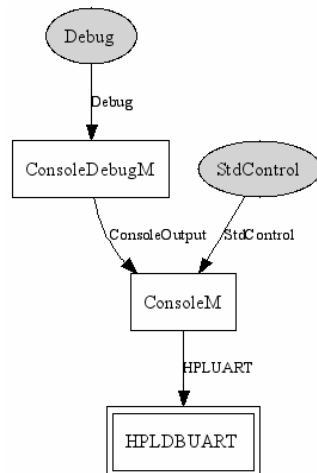 Debug
Debug
ConsoleDebugM
StdControl
ConsoleOutput
StdControl
ConsoleM
HPLUART
HPLDBUART